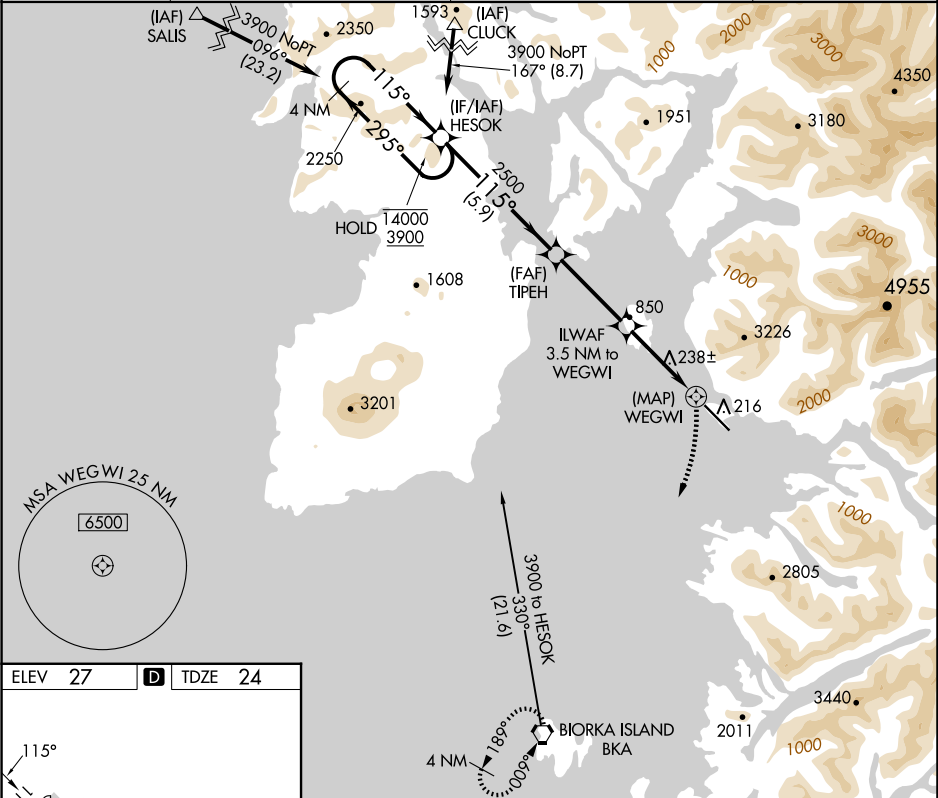 (IAF)
SALIS
3900 NoPT
096°
(23.2)
2350
1593
(IAF)
CLUCK
3900 NoPT
167° (8.7)
1000
2000
3000
4350
3180
1951
4 NM
115°
295°
2250
(IF/IAF)
HESOK
HOLD
14000
3900
2500
115°
(5.9)
(FAF)
TIPEH
1608
850
ILWAF
3.5 NM to
WEGWI
238±
(MAP)
WEGWI
216
3201
1000
3000
4955
3226
2000
MSA WEGWI 25 NM
6500
3900 to HESOK
330°
(21.6)
1000
2805
ELEV 27
D
TDZE 24
115°
4 NM
189°
009°
BIORKA ISLAND
BKA
2011
3440
1000